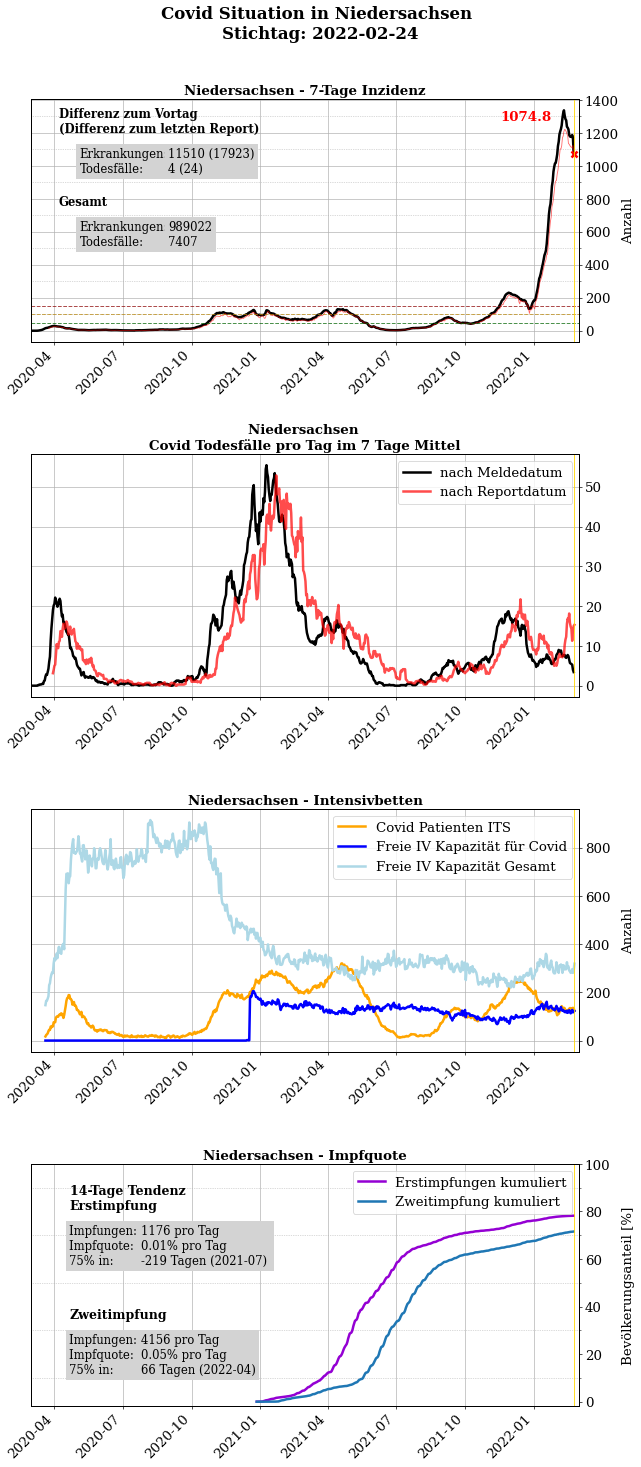 Covid Situation in Niedersachsen
Stichtag: 2022-02-24
Niedersachsen - 7-Tage Inzidenz
Differenz zum Vortag
(Differenz zum letzten Report)
Erkrankungen 11510 (17923)
Todesfälle: 4 (24)
Gesamt
Erkrankungen 989022
Todesfälle: 7407
1074.8
1400
1200
1000
800
600
400
200
0
Anzahl
2020-04 2020-07 2020-10 2021-01 2021-04 2021-07 2021-10 2022-01
Niedersachsen
Covid Todesfälle pro Tag im 7 Tage Mittel
nach Meldedatum
nach Reportdatum
50
40
30
20
10
0
2020-04 2020-07 2020-10 2021-01 2021-04 2021-07 2021-10 2022-01
Niedersachsen - Intensivbetten
Covid Patienten ITS
Freie IV Kapazität für Covid
Freie IV Kapazität Gesamt
800
600
400
200
0
Anzahl
2020-04 2020-07 2020-10 2021-01 2021-04 2021-07 2021-10 2022-01
Niedersachsen - Impfquote
14-Tage Tendenz
Erstimpfung
Impfungen: 1176 pro Tag
Impfquote: 0.01% pro Tag
75% in: -219 Tagen (2021-07)
Zweitimpfung
Impfungen: 4156 pro Tag
Impfquote: 0.05% pro Tag
75% in: 66 Tagen (2022-04)
Erstimpfungen kumuliert
Zweitimpfung kumuliert
100
80
60
40
20
0
Bevölkerungsanteil [%]
2020-04 2020-07 2020-10 2021-01 2021-04 2021-07 2021-10 2022-01